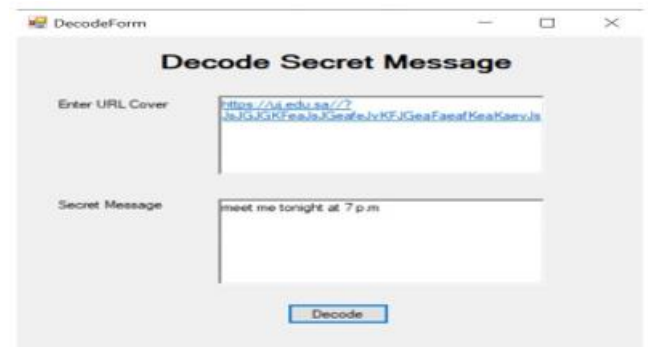 DecodeForm
Decode Secret Message
Enter URL Cover
https://uj.edu.sa//?
Secret Message
meet me tonight at 7 p.m
Decode